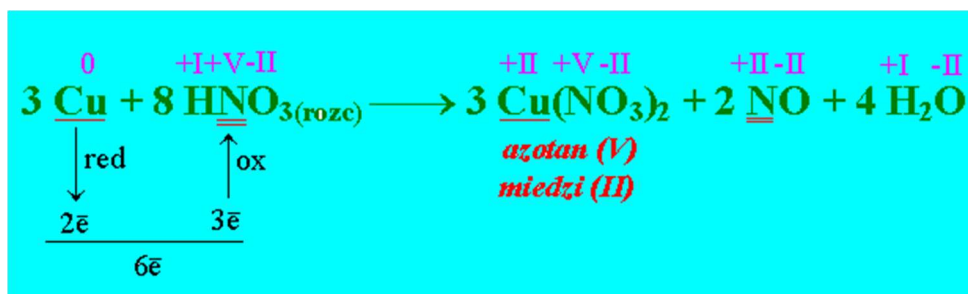 0 +I+V-II +II +V-II +II-II +I -II
3 Cu + 8 HNO₃(rozc) ⟶ 3 Cu(NO₃)₂ + 2 NO + 4 H₂O
red ox azotan (V)
miedzi (II)
2ē 3ē
6ē